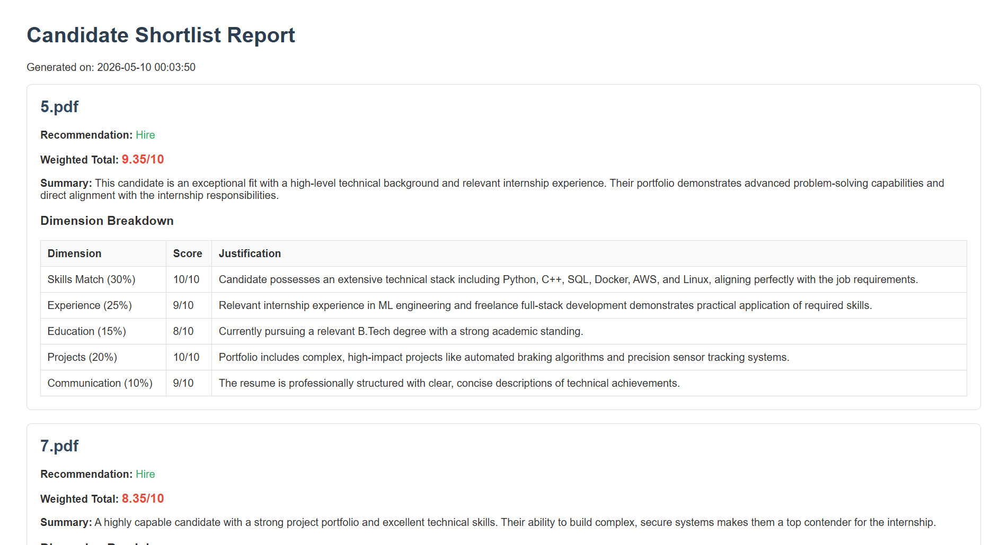 Candidate Shortlist Report
Generated on: 2026-05-10 00:03:50
5.pdf
Recommendation: Hire
Weighted Total: 9.35/10
Summary: This candidate is an exceptional fit with a high-level technical background and relevant internship experience. Their portfolio demonstrates advanced problem-solving capabilities and
direct alignment with the internship responsibilities.
Dimension Breakdown
Dimension Score Justification
Skills Match (30%) 10/10 Candidate possesses an extensive technical stack including Python, C++, SQL, Docker, AWS, and Linux, aligning perfectly with the job requirements.
Experience (25%) 9/10 Relevant internship experience in ML engineering and freelance full-stack development demonstrates practical application of required skills.
Education (15%) 8/10 Currently pursuing a relevant B.Tech degree with a strong academic standing.
Projects (20%) 10/10 Portfolio includes complex, high-impact projects like automated braking algorithms and precision sensor tracking systems.
Communication (10%) 9/10 The resume is professionally structured with clear, concise descriptions of technical achievements.
7.pdf
Recommendation: Hire
Weighted Total: 8.35/10
Summary: A highly capable candidate with a strong project portfolio and excellent technical skills. Their ability to build complex, secure systems makes them a top contender for the internship.